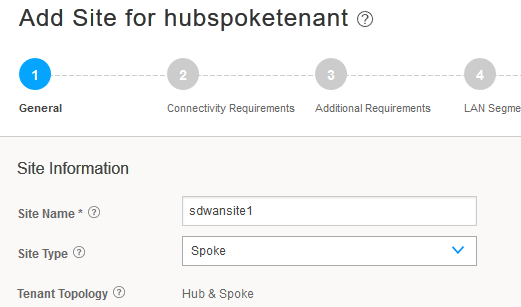 Add Site for hubspoketenant ?
1 2 3 4
General Connectivity Requirements Additional Requirements LAN Segme
Site Information
Site Name * ? sdwansite1
Site Type ? Spoke
Tenant Topology ? Hub & Spoke